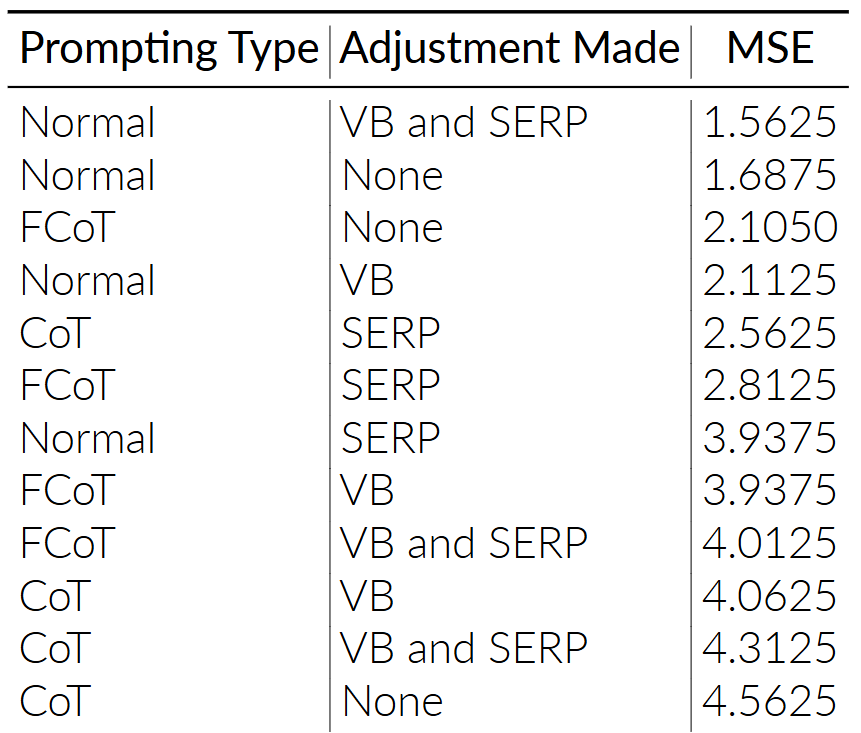 Prompting Type Adjustment Made MSE
Normal VB and SERP 1.5625
Normal None 1.6875
FCoT None 2.1050
Normal VB 2.1125
CoT SERP 2.5625
FCoT SERP 2.8125
Normal SERP 3.9375
FCoT VB 3.9375
FCoT VB and SERP 4.0125
CoT VB 4.0625
CoT VB and SERP 4.3125
CoT None 4.5625